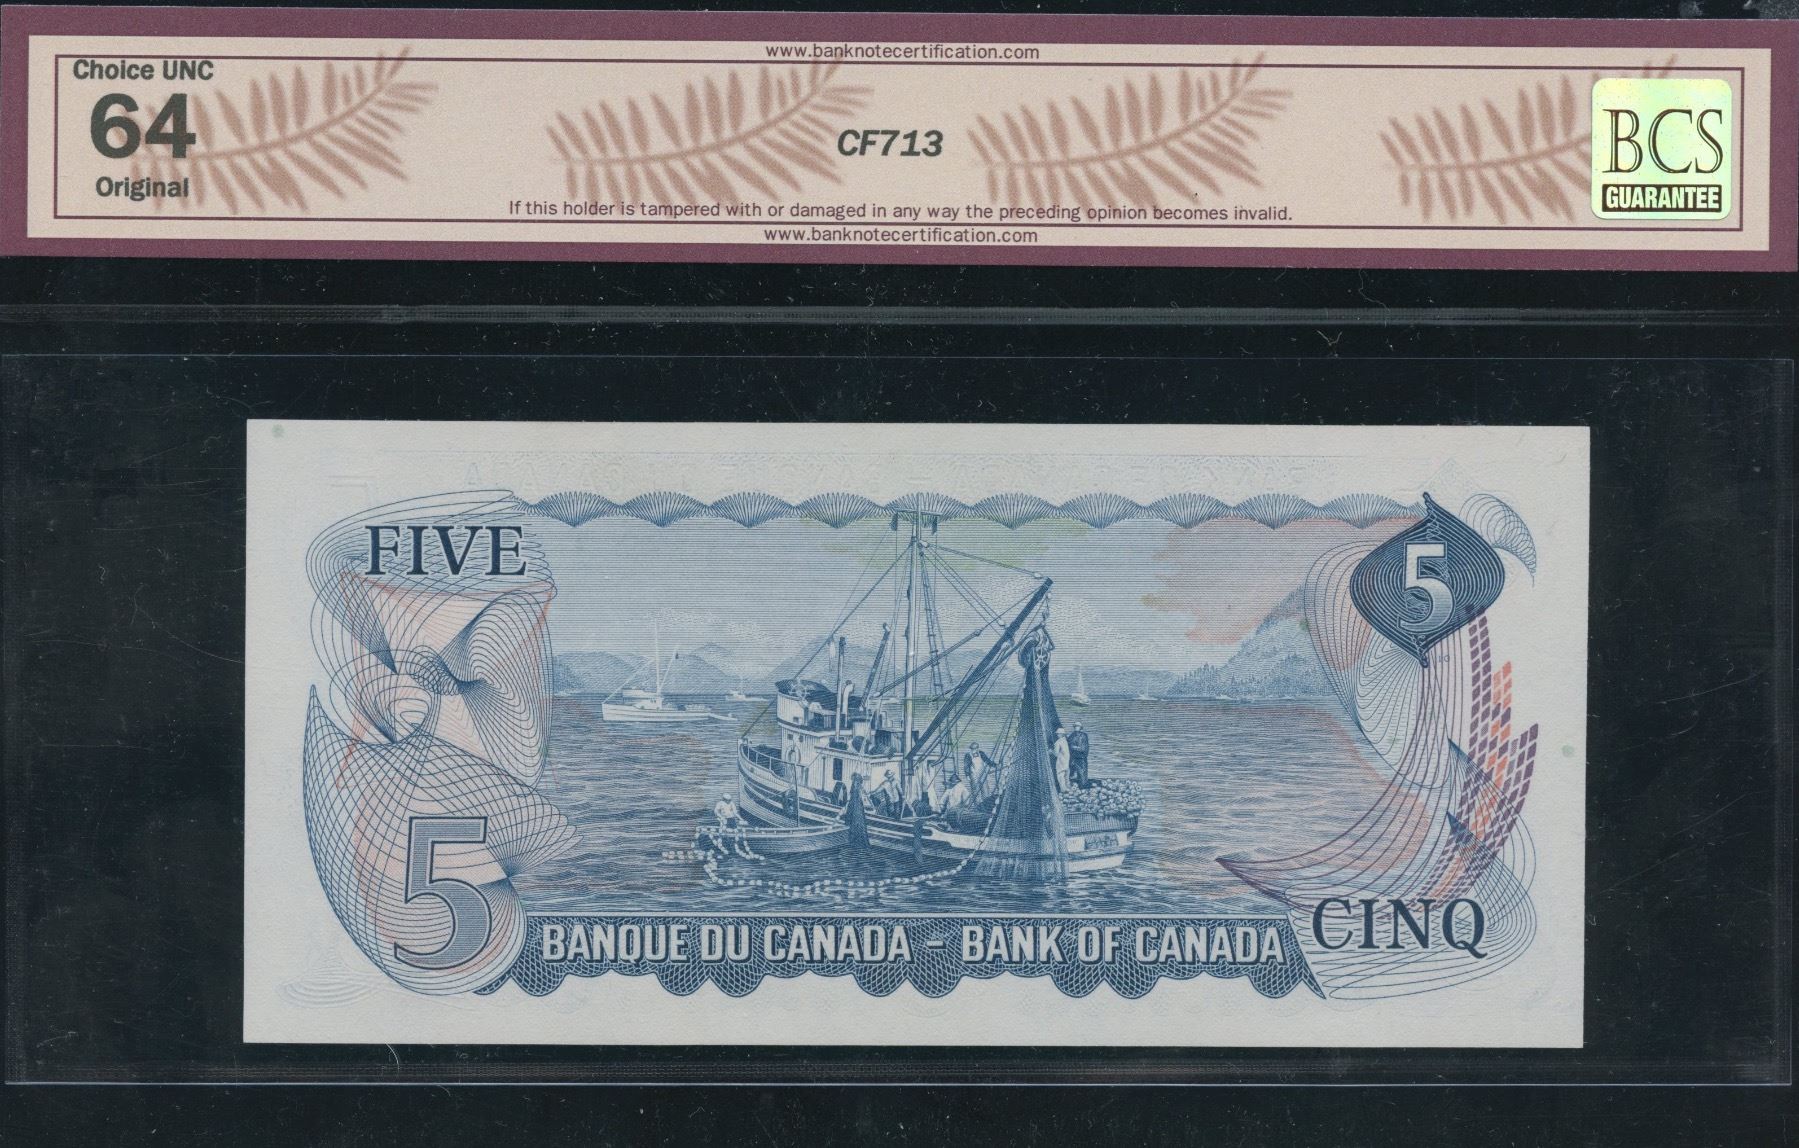 www.banknotecertification.com
Choice UNC
64
Original
CF713
BCS
GUARANTEE
If this holder is tampered with or damaged in any way the preceding opinion becomes invalid.
www.banknotecertification.com
FIVE
5
5
BANQUE DU CANADA – BANK OF CANADA
CINQ